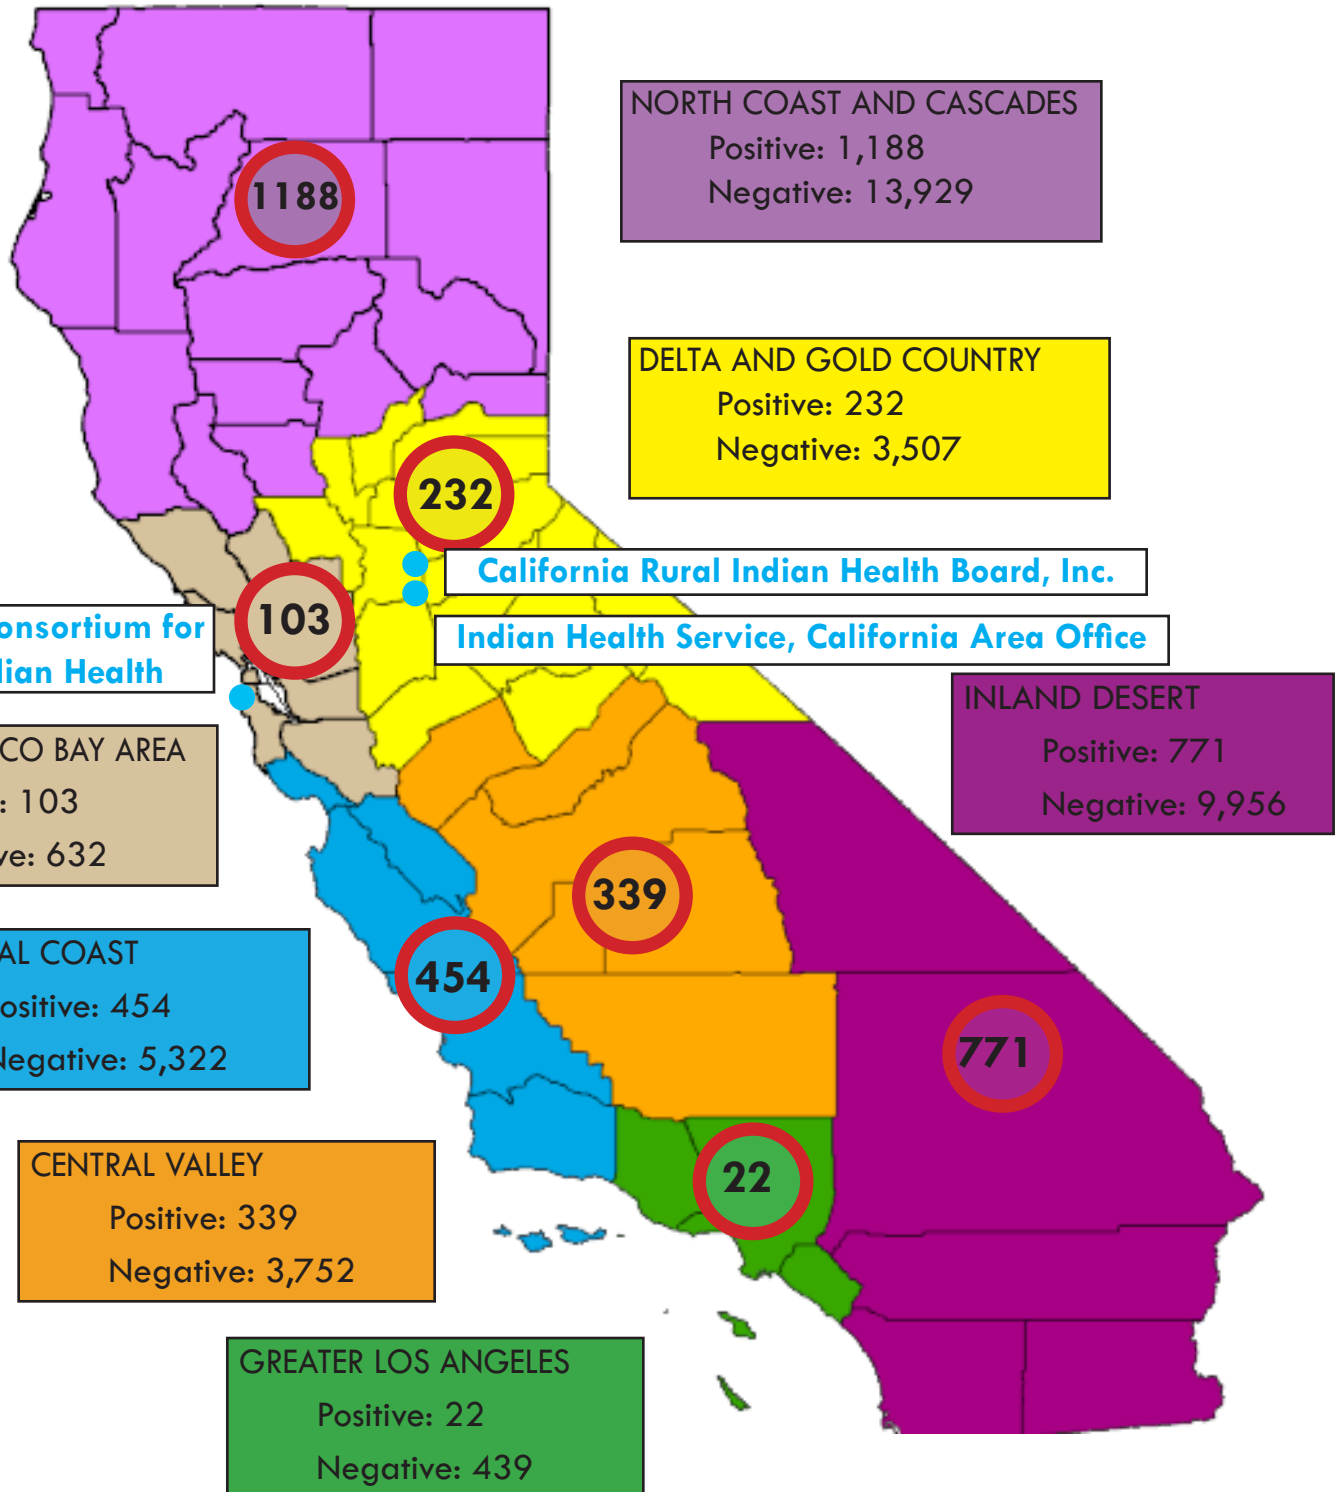 NORTH COAST AND CASCADES
Positive: 1,188
Negative: 13,929
1188
DELTA AND GOLD COUNTRY
Positive: 232
Negative: 3,507
232
California Rural Indian Health Board, Inc.
103
onsortium for
dian Health
Indian Health Service, California Area Office
INLAND DESERT
Positive: 771
Negative: 9,956
CO BAY AREA
: 103
ve: 632
339
AL COAST
ositive: 454
Negative: 5,322
454
771
CENTRAL VALLEY
Positive: 339
Negative: 3,752
22
GREATER LOS ANGELES
Positive: 22
Negative: 439